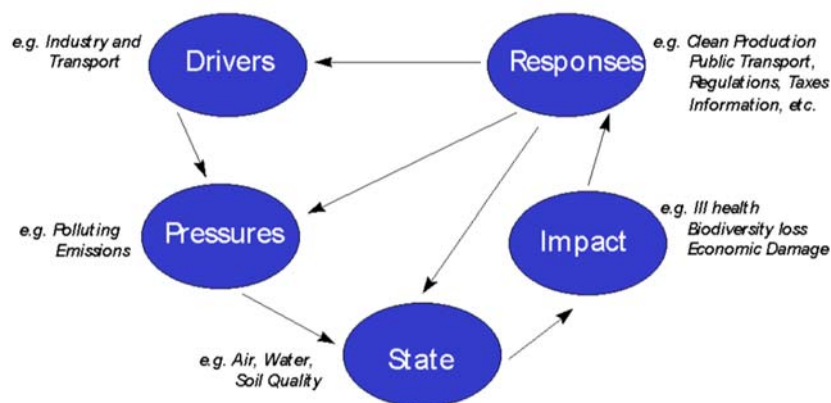 e.g. Industry and
Transport
Drivers
Responses
e.g. Clean Production
Public Transport,
Regulations, Taxes
Information, etc.
e.g. Polluting
Emissions
Pressures
Impact
e.g. Ill health
Biodiversity loss
Economic Damage
e.g. Air, Water,
Soil Quality
State